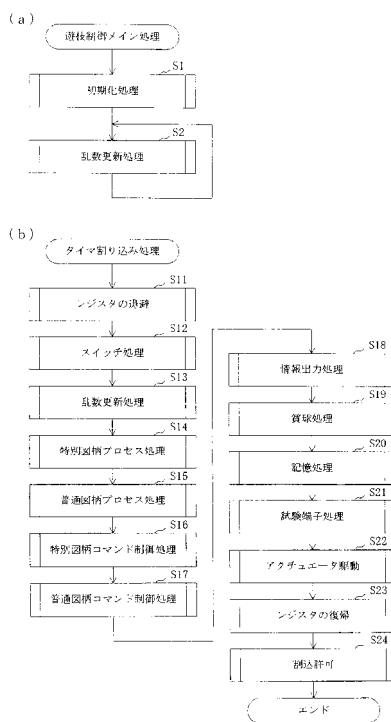 (a)
遊技制御メイン処理
S1
初期化処理
S2
乱数更新処理
(b)
タイマ割り込み処理
S11
レジスタの退避
S12
スイッチ処理
S13
乱数更新処理
S14
特別図柄プロセス処理
S15
普通図柄プロセス処理
S16
特別図柄コマンド制御処理
S17
普通図柄コマンド制御処理
S18
情報出力処理
S19
賞球処理
S20
記憶処理
S21
試験端子処理
S22
アクチュエータ駆動
S23
レジスタの復帰
S24
割込許可
エンド